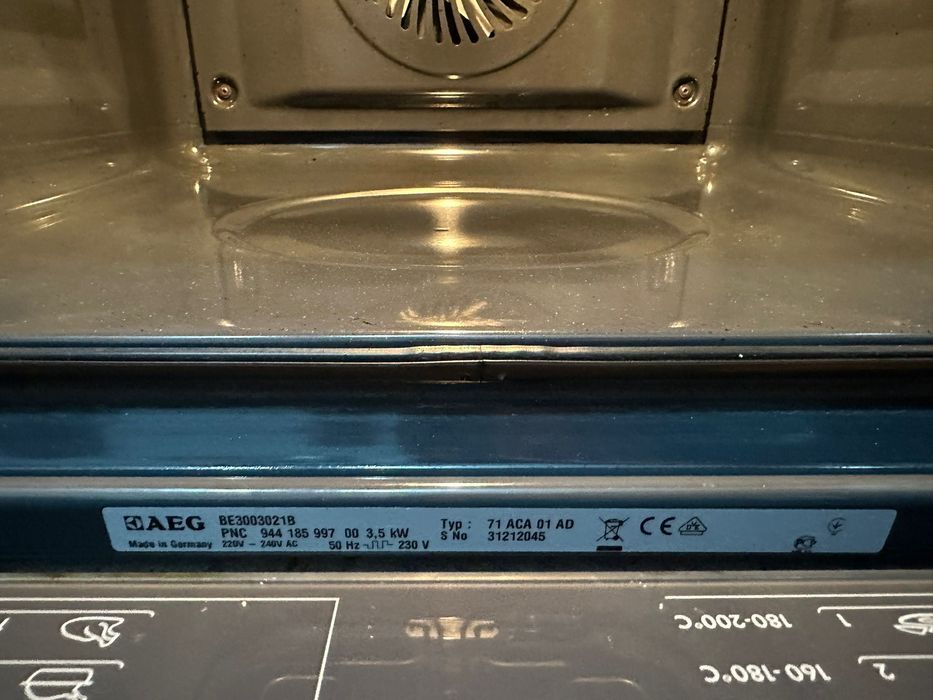 AEG BE3003021B
PNC 944 185 997 00 3,5 kW
Made in Germany 220V - 240V AC 50 Hz 230 V
Typ : 71 ACA 01 AD
S No 31212045
CE
1 180-200°C
2 160-180°C